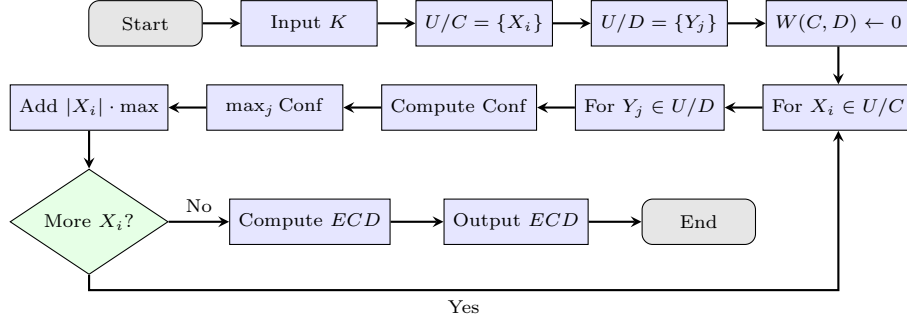 Start
Input K
U/C = {X_i}
U/D = {Y_j}
W(C, D) ← 0
Add |X_i| · max
max_j Conf
Compute Conf
For Y_j ∈ U/D
For X_i ∈ U/C
More X_i?
No
Compute ECD
Output ECD
End
Yes